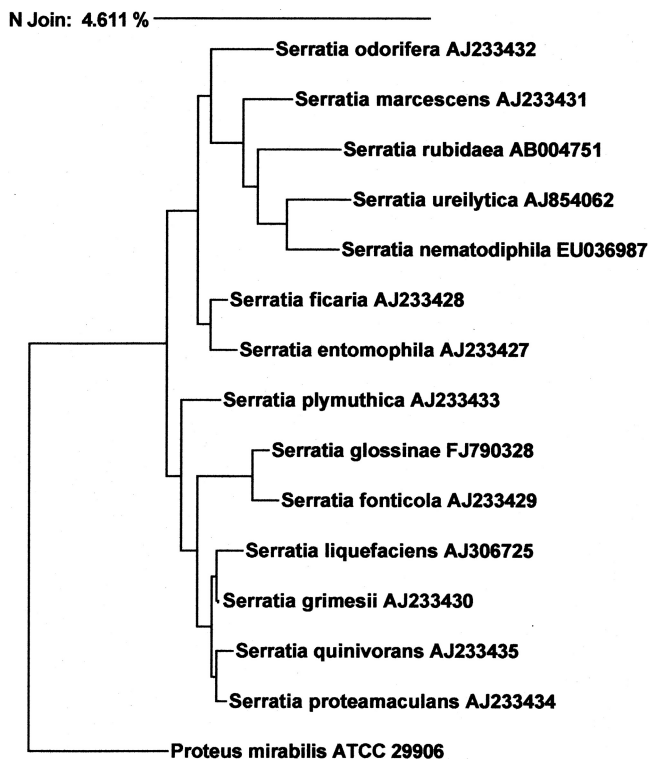 N Join: 4.611 %
Serratia odorifera AJ233432
Serratia marcescens AJ233431
Serratia rubidaea AB004751
Serratia ureilytica AJ854062
Serratia nematodiphila EU036987
Serratia ficaria AJ233428
Serratia entomophila AJ233427
Serratia plymuthica AJ233433
Serratia glossinae FJ790328
Serratia fonticola AJ233429
Serratia liquefaciens AJ306725
Serratia grimesii AJ233430
Serratia quinivorans AJ233435
Serratia proteamaculans AJ233434
Proteus mirabilis ATCC 29906